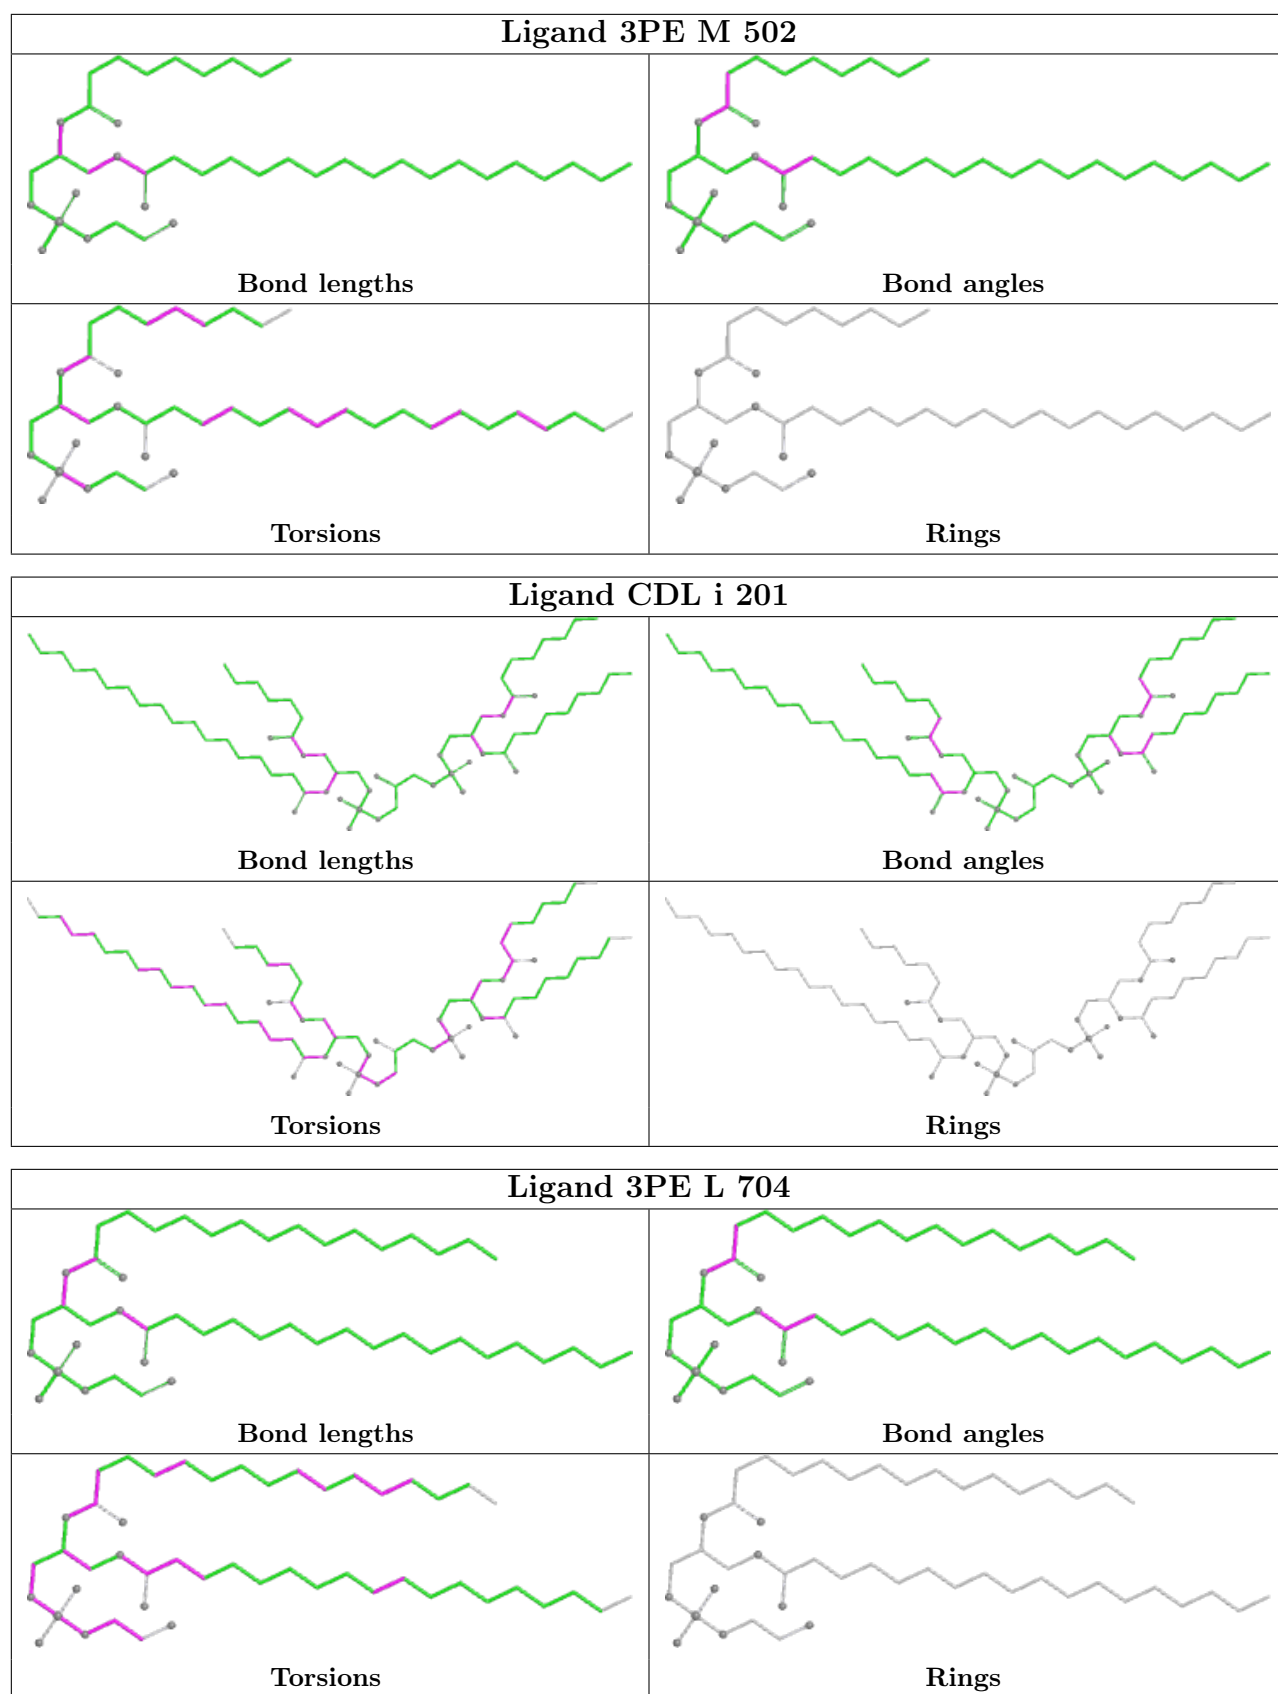 Ligand 3PE M 502
Bond lengths
Bond angles
Torsions
Rings
Ligand CDL i 201
Bond lengths
Bond angles
Torsions
Rings
Ligand 3PE L 704
Bond lengths
Bond angles
Torsions
Rings